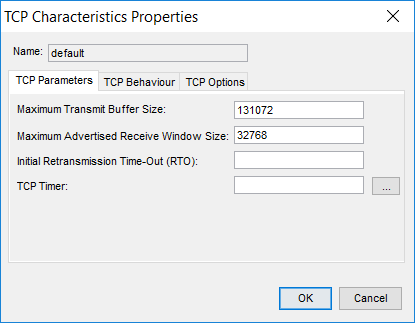 TCP Characteristics Properties
Name: default
TCP Parameters TCP Behaviour TCP Options
Maximum Transmit Buffer Size: 131072
Maximum Advertised Receive Window Size: 32768
Initial Retransmission Time-Out (RTO):
TCP Timer: ...
OK Cancel